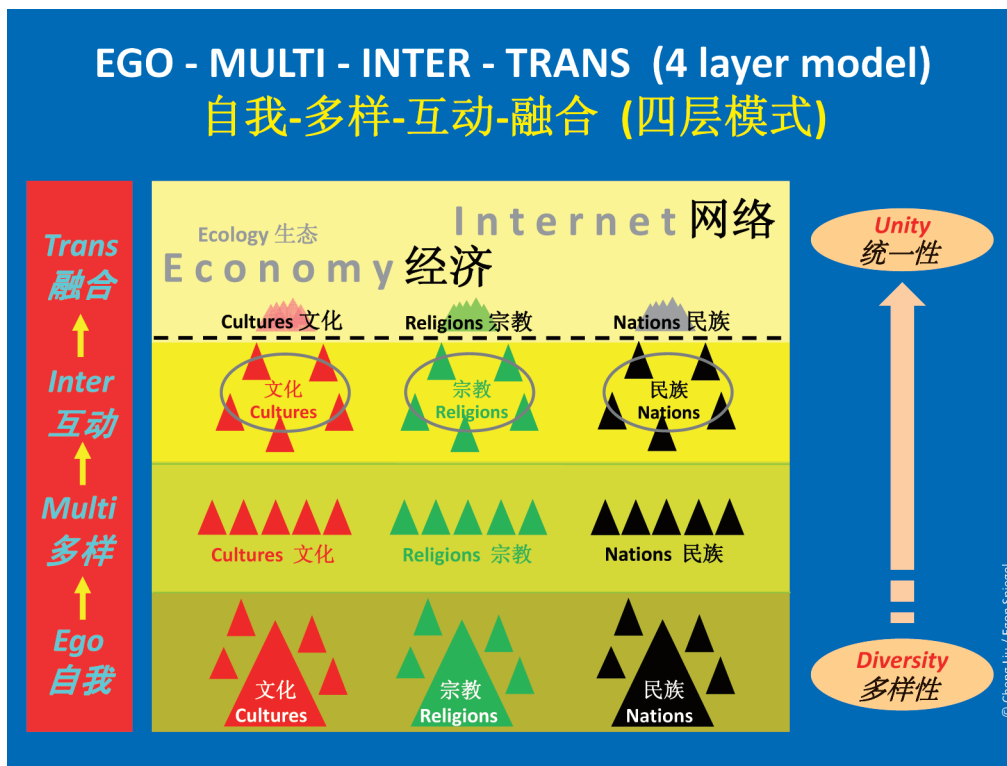 EGO - MULTI - INTER - TRANS (4 layer model)
自我-多样-互动-融合 (四层模式)
Trans
融合
Inter
互动
Multi
多样
Ego
自我
Internet 网络
Ecology 生态
Economy 经济
Cultures 文化
Religions 宗教
Nations 民族
文化
Cultures
宗教
Religions
民族
Nations
Cultures 文化
Religions 宗教
Nations 民族
文化
Cultures
宗教
Religions
民族
Nations
Unity
统一性
Diversity
多样性